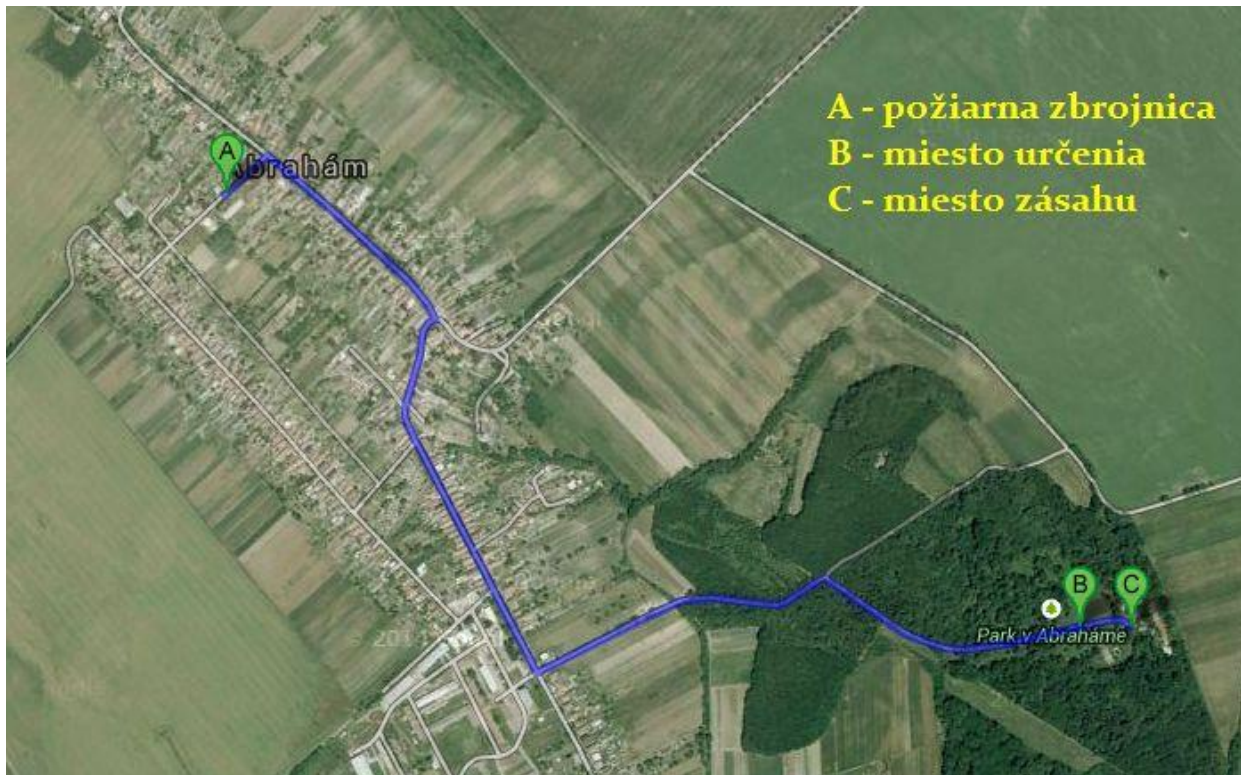 A - požiarna zbrojnica
B - miesto určenia
C - miesto zásahu
A
Abrahám
B
C
Park v Abraháme